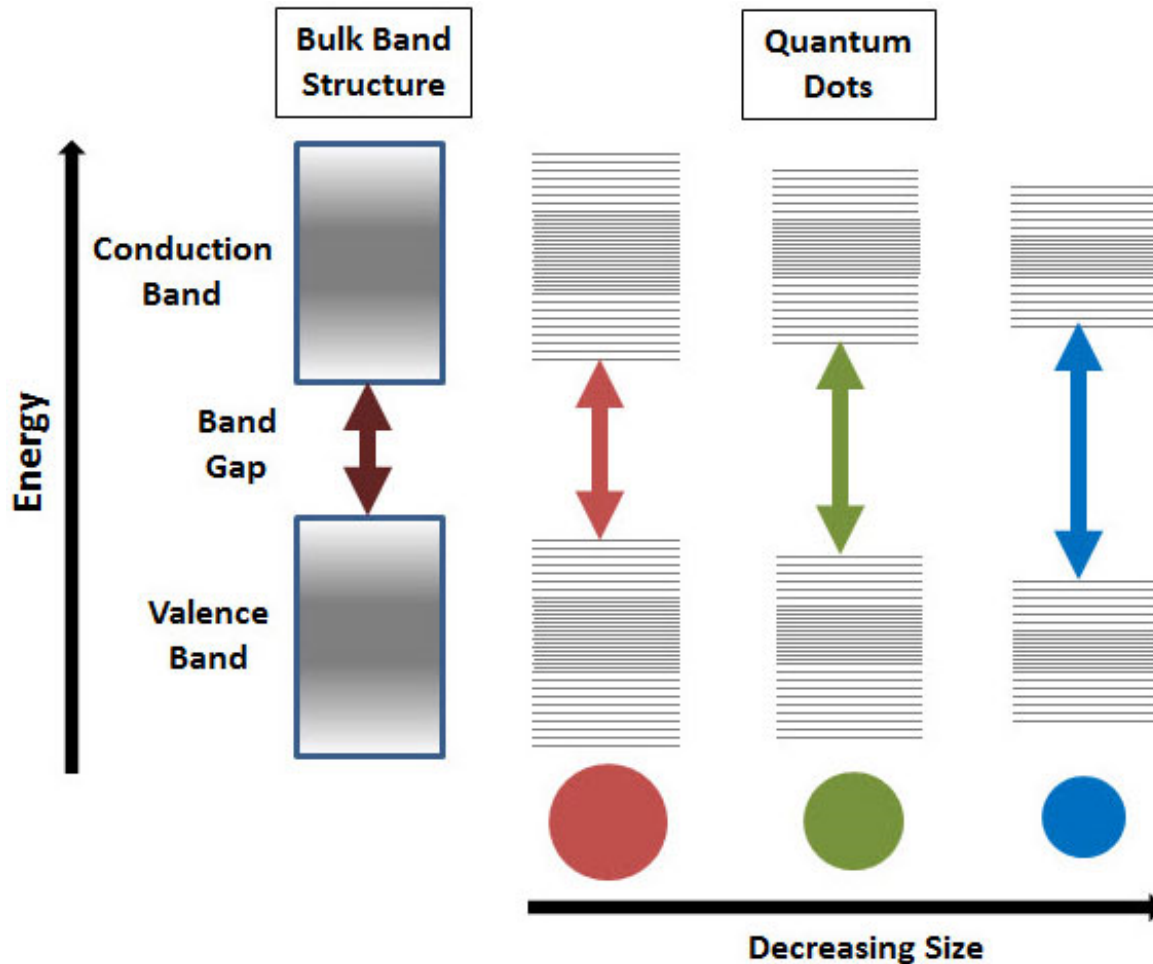 Bulk Band
Structure
Quantum
Dots
Conduction
Band
Band
Gap
Energy
Valence
Band
Decreasing Size